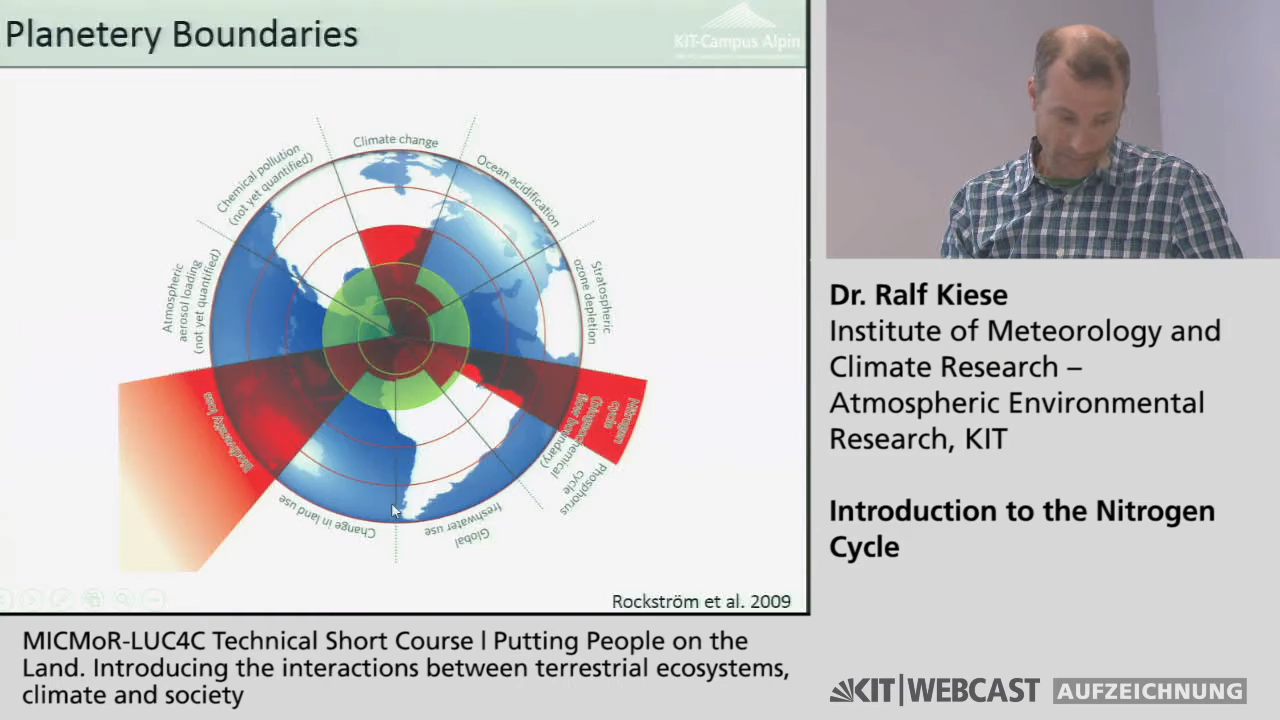 Planetery Boundaries
KIT-Campus Alpin
Climate change
Ocean acidification
Stratospheric
ozone depletion
Nitrogen
cycle
(biogeochemical
flow boundary)
Phosphorus
cycle
Global
freshwater use
Change in land use
Biodiversity loss
Atmospheric
aerosol loading
(not yet quantified)
Chemical pollution
(not yet quantified)
Rockström et al. 2009
Dr. Ralf Kiese
Institute of Meteorology and
Climate Research –
Atmospheric Environmental
Research, KIT
Introduction to the Nitrogen
Cycle
MICMoR-LUC4C Technical Short Course | Putting People on the
Land. Introducing the interactions between terrestrial ecosystems,
climate and society
KIT|WEBCAST AUFZEICHNUNG